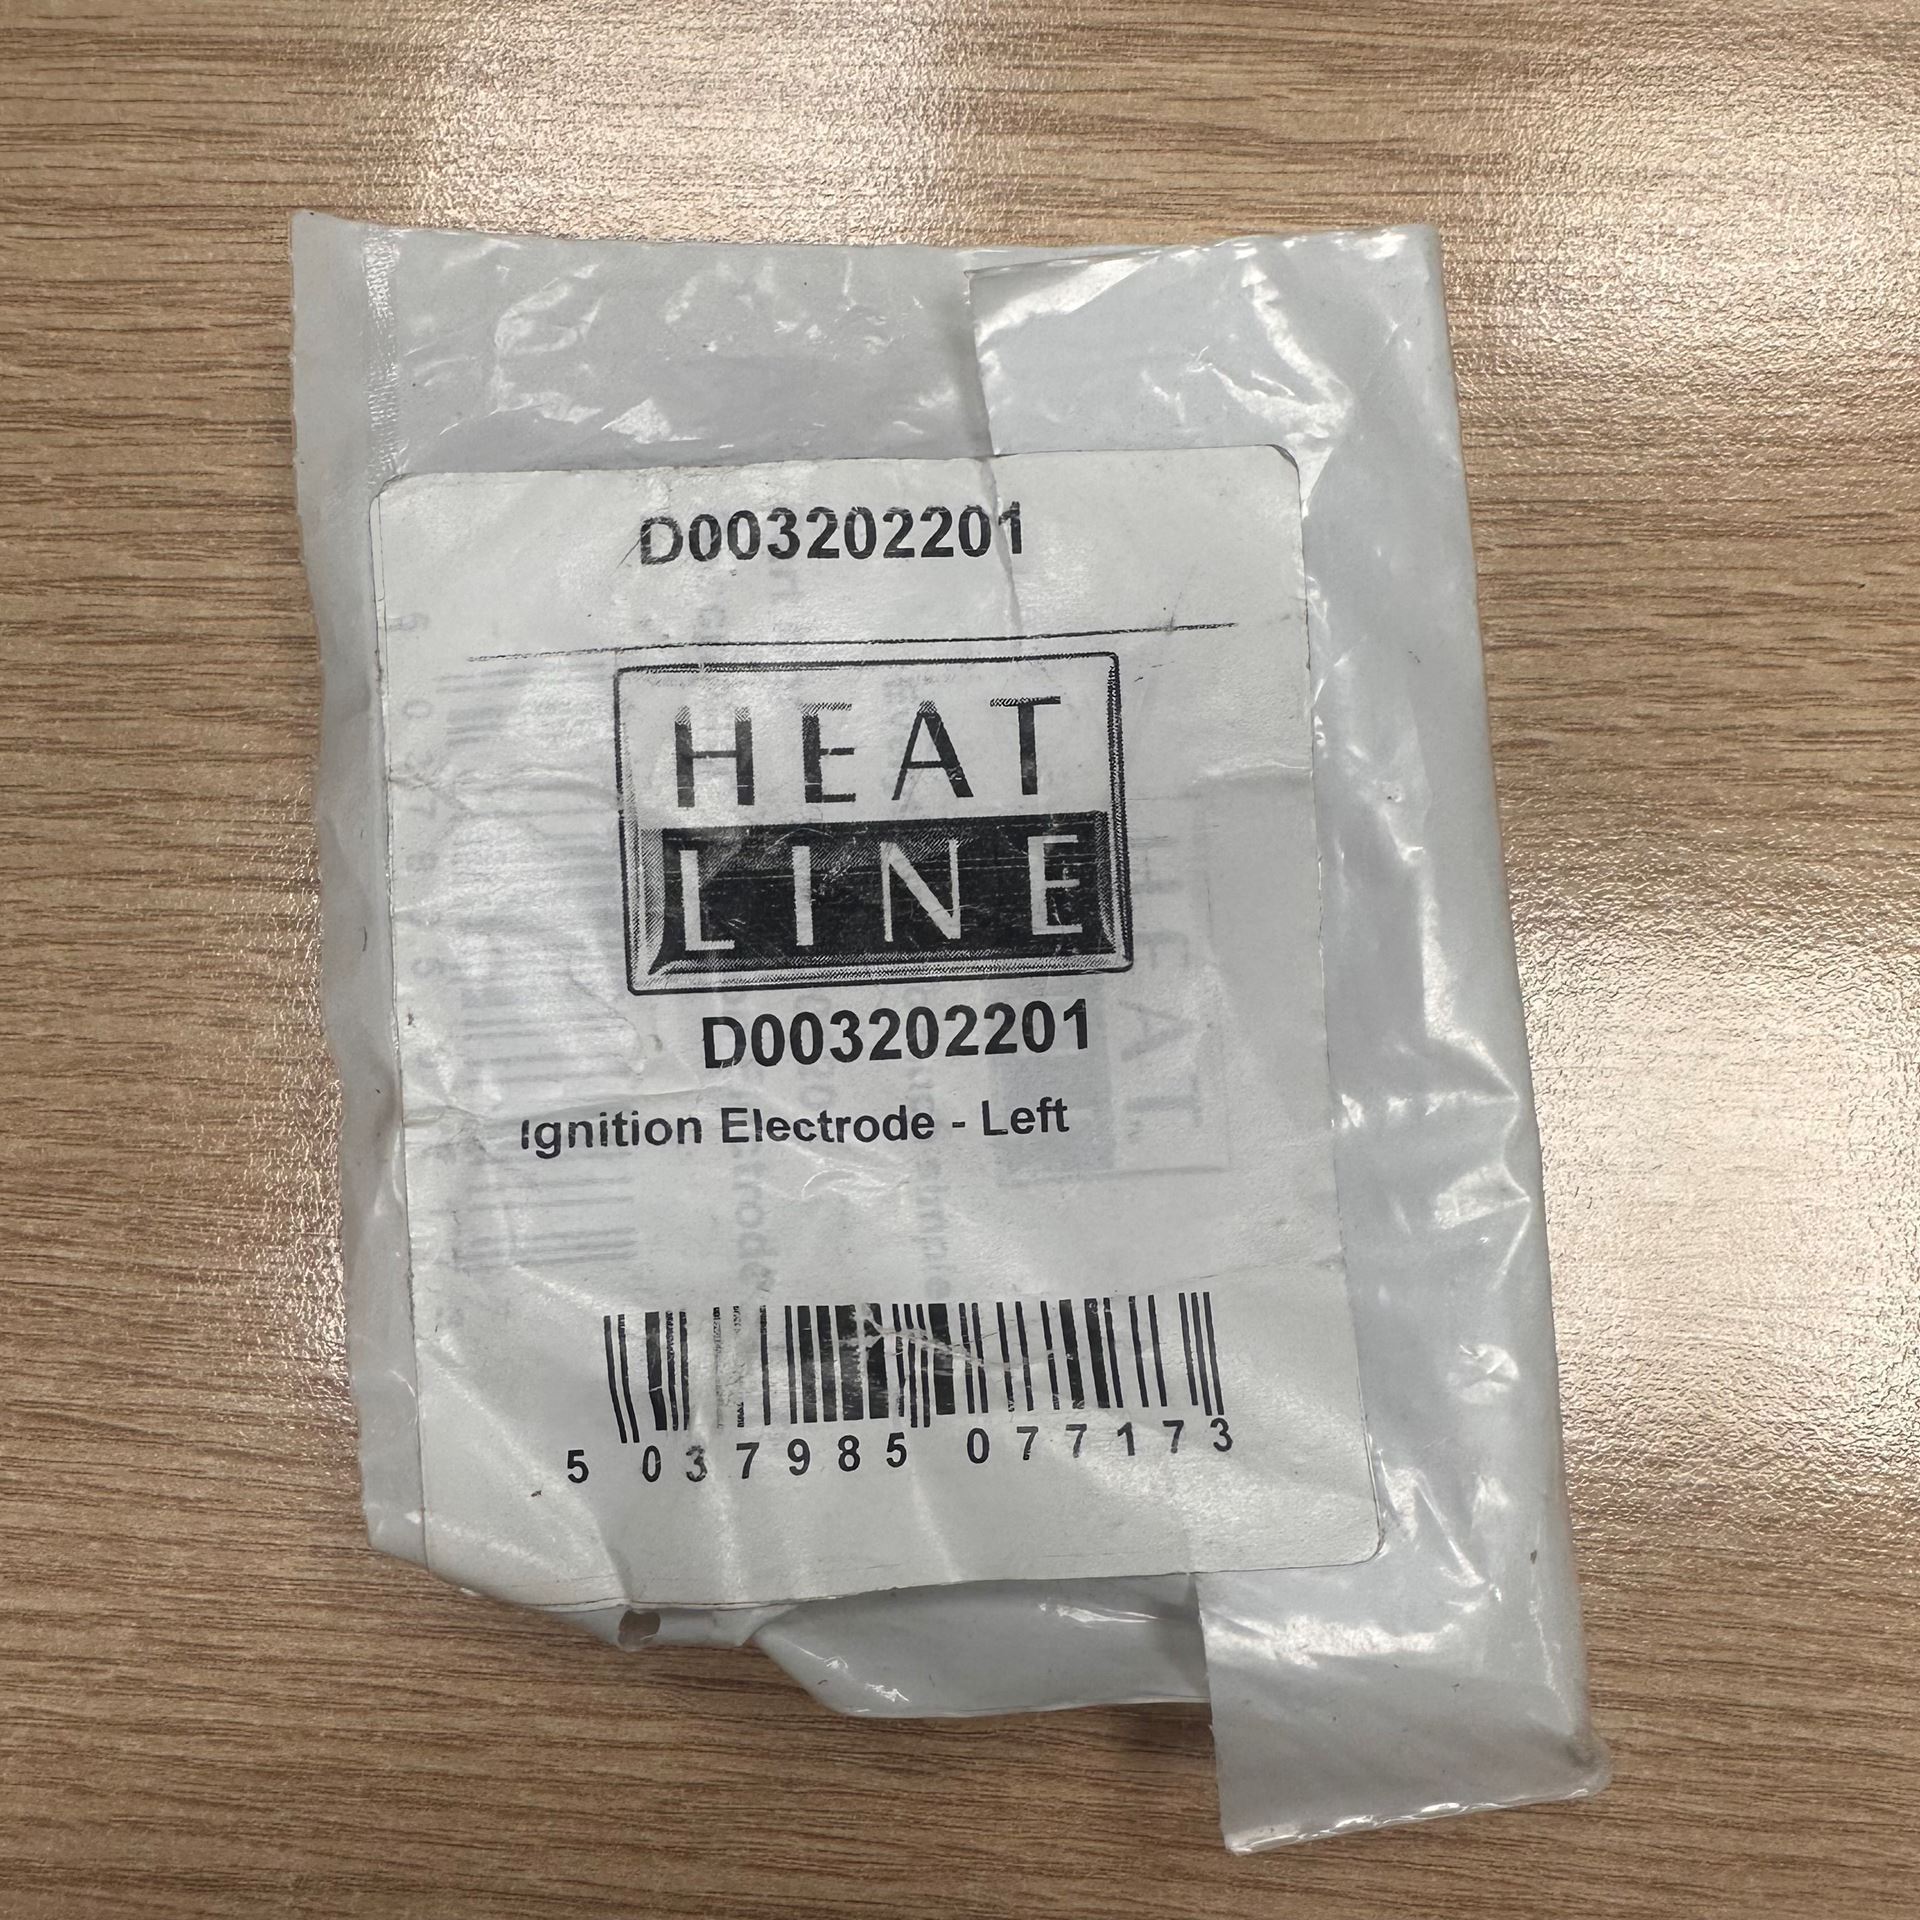 D003202201
HEAT
LINE
D003202201
Ignition Electrode - Left
5 037985 077173